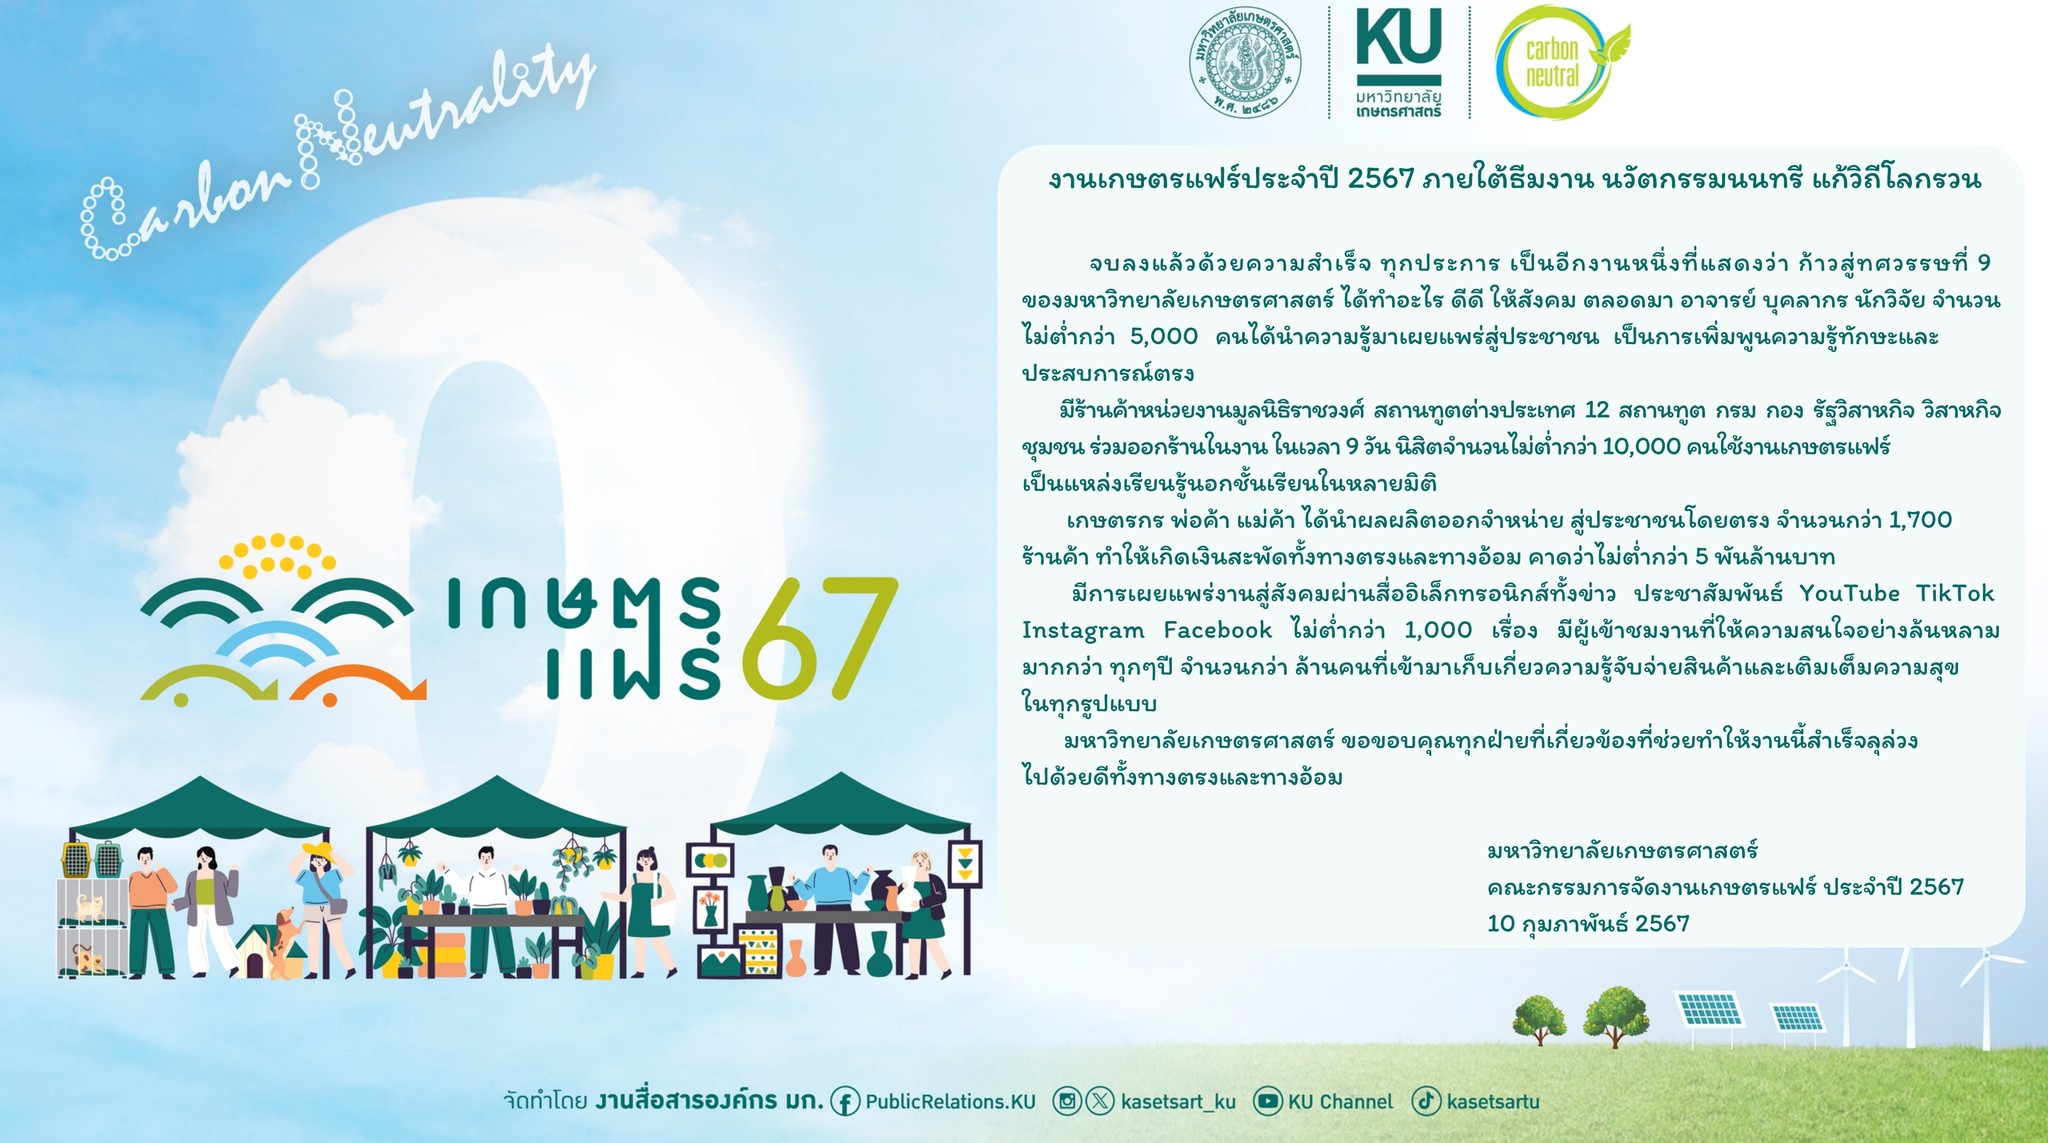 Carbon Neutrality
มหาวิทยาลัยเกษตรศาสตร์
พ.ศ. ๒๔๘๖
KU
มหาวิทยาลัย
เกษตรศาสตร์
carbon
neutral
งานเกษตรแฟร์ประจำปี 2567 ภายใต้ธีมงาน นวัตกรรมนนทรี แก้วิถีโลกรวน
จบลงแล้วด้วยความสำเร็จ ทุกประการ เป็นอีกงานหนึ่งที่แสดงว่า ก้าวสู่ทศวรรษที่ 9
ของมหาวิทยาลัยเกษตรศาสตร์ ได้ทำอะไร ดีดี ให้สังคม ตลอดมา อาจารย์ บุคลากร นักวิจัย จำนวน
ไม่ต่ำกว่า 5,000 คนได้นำความรู้มาเผยแพร่สู่ประชาชน เป็นการเพิ่มพูนความรู้ทักษะและ
ประสบการณ์ตรง
มีร้านค้าหน่วยงานมูลนิธิราชวงศ์ สถานทูตต่างประเทศ 12 สถานทูต กรม กอง รัฐวิสาหกิจ วิสาหกิจ
ชุมชน ร่วมออกร้านในงาน ในเวลา 9 วัน นิสิตจำนวนไม่ต่ำกว่า 10,000 คนใช้งานเกษตรแฟร์
เป็นแหล่งเรียนรู้นอกชั้นเรียนในหลายมิติ
เกษตรกร พ่อค้า แม่ค้า ได้นำผลผลิตออกจำหน่าย สู่ประชาชนโดยตรง จำนวนกว่า 1,700
ร้านค้า ทำให้เกิดเงินสะพัดทั้งทางตรงและทางอ้อม คาดว่าไม่ต่ำกว่า 5 พันล้านบาท
มีการเผยแพร่งานสู่สังคมผ่านสื่ออิเล็กทรอนิกส์ทั้งข่าว ประชาสัมพันธ์ YouTube TikTok
Instagram Facebook ไม่ต่ำกว่า 1,000 เรื่อง มีผู้เข้าชมงานที่ให้ความสนใจอย่างล้นหลาม
มากกว่า ทุกๆปี จำนวนกว่า ล้านคนที่เข้ามาเก็บเกี่ยวความรู้จับจ่ายสินค้าและเติมเต็มความสุข
ในทุกรูปแบบ
มหาวิทยาลัยเกษตรศาสตร์ ขอขอบคุณทุกฝ่ายที่เกี่ยวข้องที่ช่วยทำให้งานนี้สำเร็จลุล่วง
ไปด้วยดีทั้งทางตรงและทางอ้อม
มหาวิทยาลัยเกษตรศาสตร์
คณะกรรมการจัดงานเกษตรแฟร์ ประจำปี 2567
10 กุมภาพันธ์ 2567
เกษตร
แฟร์ 67
จัดทำโดย งานสื่อสารองค์กร มก. PublicRelations.KU kasetsart_ku KU Channel kasetsartu